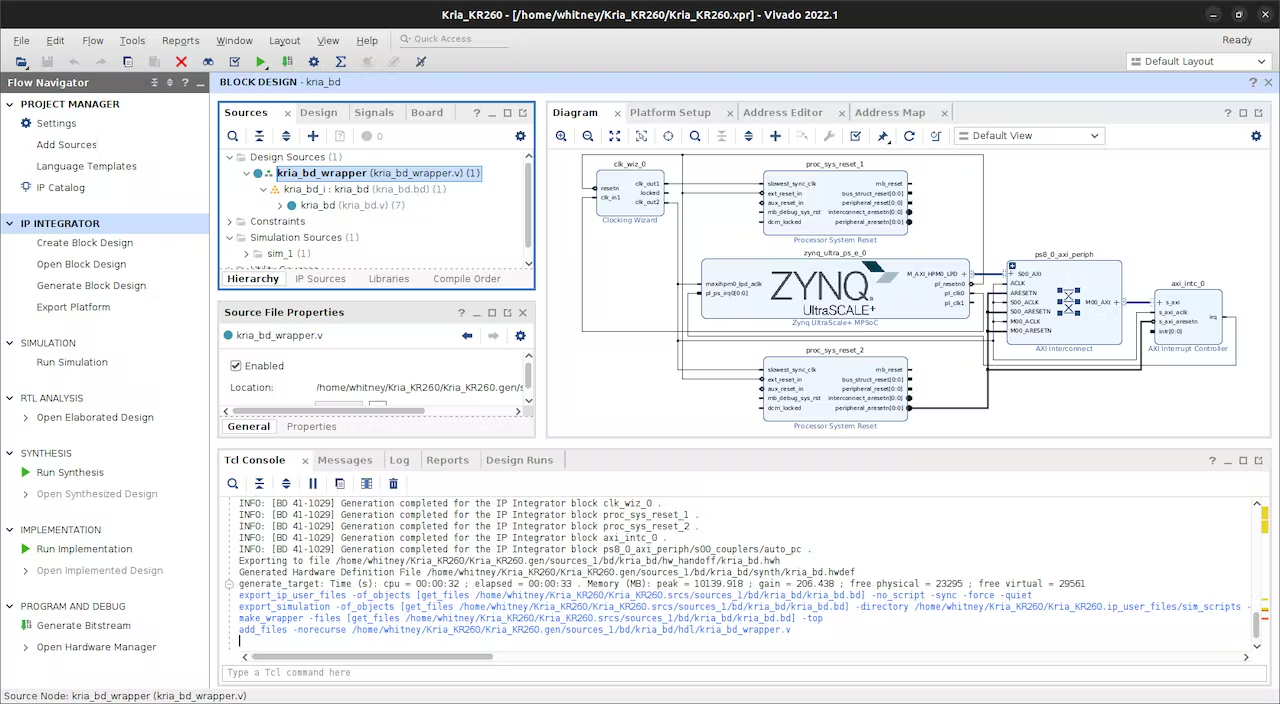 Kria_KR260 - [/home/whitney/Kria_KR260/Kria_KR260.xpr] - Vivado 2022.1
File Edit Flow Tools Reports Window Layout View Help Quick Access Ready
Default Layout
Flow Navigator
BLOCK DESIGN - kria_bd
PROJECT MANAGER
Settings
Add Sources
Language Templates
IP Catalog
IP INTEGRATOR
Create Block Design
Open Block Design
Generate Block Design
Export Platform
SIMULATION
Run Simulation
RTL ANALYSIS
Open Elaborated Design
SYNTHESIS
Run Synthesis
Open Synthesized Design
IMPLEMENTATION
Run Implementation
Open Implemented Design
PROGRAM AND DEBUG
Generate Bitstream
Open Hardware Manager
Sources Design Signals Board
0
Design Sources (1)
kria_bd_wrapper (kria_bd_wrapper.v) (1)
kria_bd_i : kria_bd (kria_bd.bd) (1)
kria_bd (kria_bd.v) (7)
Constraints
Simulation Sources (1)
sim_1 (1)
Hierarchy IP Sources Libraries Compile Order
Source File Properties
kria_bd_wrapper.v
Enabled
Location: /home/whitney/Kria_KR260/Kria_KR260.gen/s
General Properties
Diagram Platform Setup Address Editor Address Map
Default View
clk_wiz_0
resetn
clk_in1
clk_out1
locked
clk_out2
Clocking Wizard
proc_sys_reset_1
slowest_sync_clk mb_reset
ext_reset_in bus_struct_reset[0:0]
aux_reset_in peripheral_reset[0:0]
mb_debug_sys_rst interconnect_aresetn[0:0]
dcm_locked peripheral_aresetn[0:0]
Processor System Reset
zynq_ultra_ps_e_0
maxihpm0_lpd_aclk
pl_ps_irq0[0:0]
ZYNQ
UltraSCALE+
M_AXI_HPM0_LPD
pl_resetn0
pl_clk0
pl_clk1
Zynq UltraScale+ MPSoC
ps8_0_axi_periph
S00_AXI
ACLK
ARESETN
S00_ACLK
S00_ARESETN
M00_ACLK
M00_ARESETN
M00_AXI
AXI Interconnect
axi_intc_0
s_axi
s_axi_aclk
s_axi_aresetn
intr[0:0]
irq
AXI Interrupt Controller
proc_sys_reset_2
slowest_sync_clk mb_reset
ext_reset_in bus_struct_reset[0:0]
aux_reset_in peripheral_reset[0:0]
mb_debug_sys_rst interconnect_aresetn[0:0]
dcm_locked peripheral_aresetn[0:0]
Processor System Reset
Tcl Console Messages Log Reports Design Runs
INFO: [BD 41-1029] Generation completed for the IP Integrator block clk_wiz_0 .
INFO: [BD 41-1029] Generation completed for the IP Integrator block proc_sys_reset_1 .
INFO: [BD 41-1029] Generation completed for the IP Integrator block proc_sys_reset_2 .
INFO: [BD 41-1029] Generation completed for the IP Integrator block axi_intc_0 .
INFO: [BD 41-1029] Generation completed for the IP Integrator block ps8_0_axi_periph/s00_couplers/auto_pc .
Exporting to file /home/whitney/Kria_KR260/Kria_KR260.gen/sources_1/bd/kria_bd/hw_handoff/kria_bd.hwh
Generated Hardware Definition File /home/whitney/Kria_KR260/Kria_KR260.gen/sources_1/bd/kria_bd/synth/kria_bd.hwdef
generate_target: Time (s): cpu = 00:00:32 ; elapsed = 00:00:33 . Memory (MB): peak = 10139.918 ; gain = 206.438 ; free physical = 23295 ; free virtual = 29561
export_ip_user_files -of_objects [get_files /home/whitney/Kria_KR260/Kria_KR260.srcs/sources_1/bd/kria_bd/kria_bd.bd] -no_script -sync -force -quiet
export_simulation -of_objects [get_files /home/whitney/Kria_KR260/Kria_KR260.srcs/sources_1/bd/kria_bd/kria_bd.bd] -directory /home/whitney/Kria_KR260/Kria_KR260.ip_user_files/sim_scripts -
make_wrapper -files [get_files /home/whitney/Kria_KR260/Kria_KR260.srcs/sources_1/bd/kria_bd/kria_bd.bd] -top
add_files -norecurse /home/whitney/Kria_KR260/Kria_KR260.gen/sources_1/bd/kria_bd/hdl/kria_bd_wrapper.v
Type a Tcl command here
Source Node: kria_bd_wrapper (kria_bd_wrapper.v)